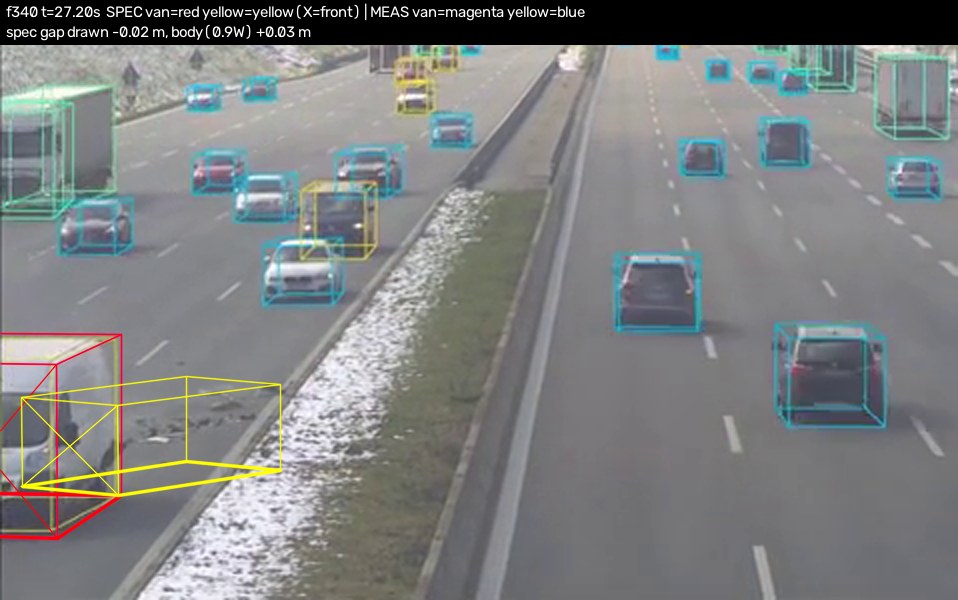 f340 t=27.20s SPEC van=red yellow=yellow (X=front) | MEAS van=magenta yellow=blue
spec gap drawn -0.02 m, body (0.9W) +0.03 m